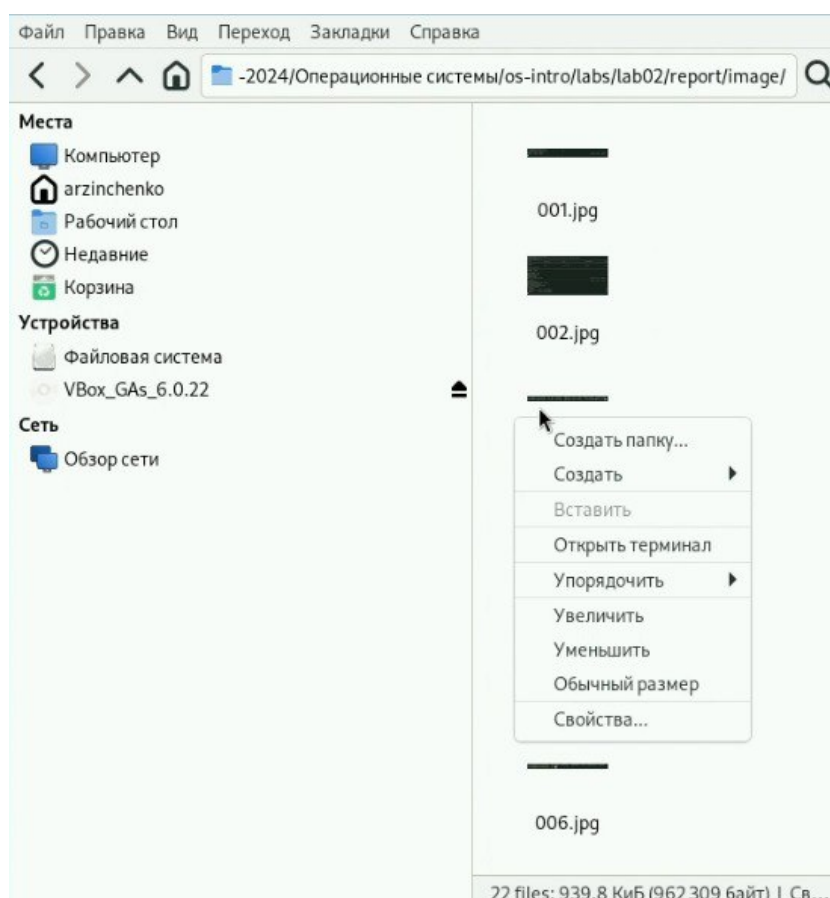 Файл Правка Вид Переход Закладки Справка
-2024/Операционные системы/os-intro/labs/lab02/report/image/
Места
Компьютер
arzinchenko
Рабочий стол
Недавние
Корзина
Устройства
Файловая система
VBox_GAs_6.0.22
Сеть
Обзор сети
001.jpg
002.jpg
Создать папку...
Создать
Вставить
Открыть терминал
Упорядочить
Увеличить
Уменьшить
Обычный размер
Свойства...
006.jpg
22 files: 939,8 КиБ (962 309 байт) | Св...